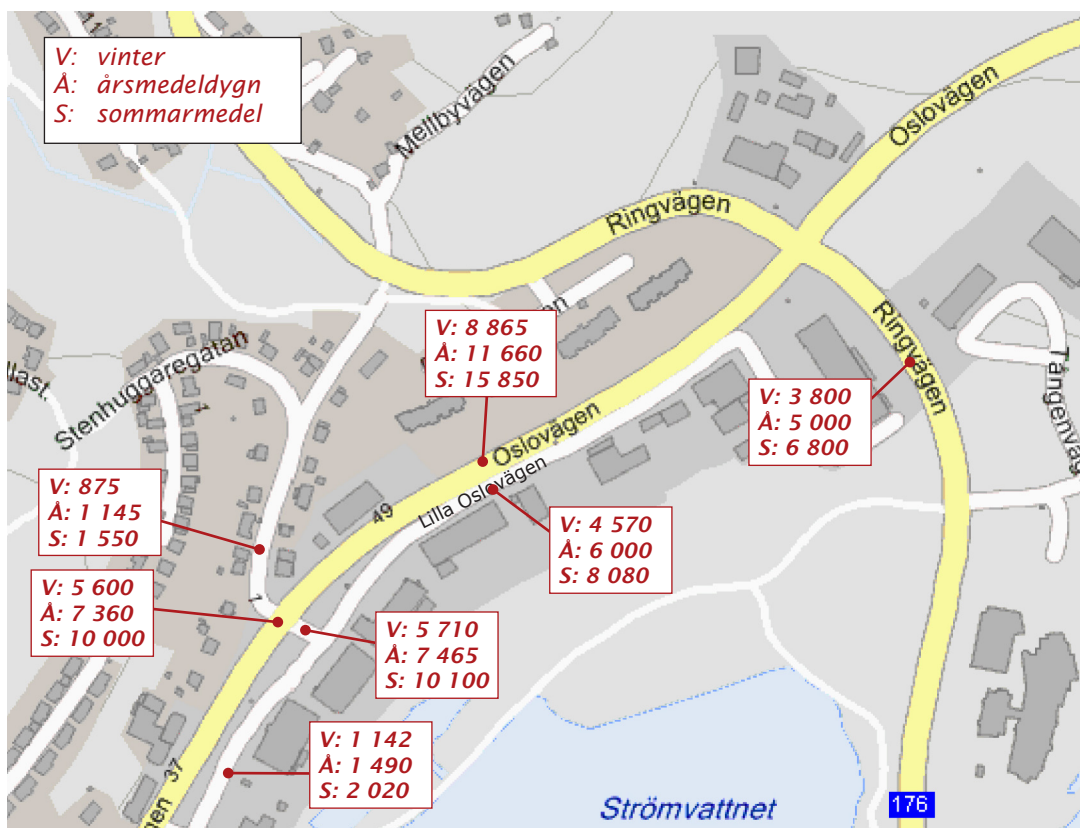 V: vinter
Å: årsmedeldygn
S: sommarmedel
Mellbyvägen
Oslovägen
Ringvägen
Ringvägen
Stenhuggaregatan
V: 8 865
Å: 11 660
S: 15 850
V: 3 800
Å: 5 000
S: 6 800
Oslovägen
Lilla Oslovägen
49
V: 875
Å: 1 145
S: 1 550
V: 4 570
Å: 6 000
S: 8 080
V: 5 600
Å: 7 360
S: 10 000
V: 5 710
Å: 7 465
S: 10 100
V: 1 142
Å: 1 490
S: 2 020
37
176
Strömvattnet